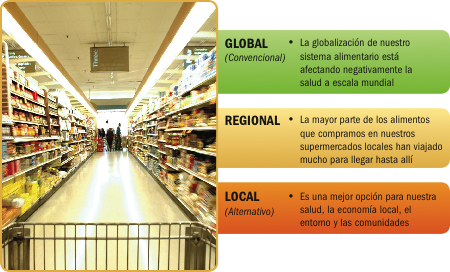 GLOBAL
(Convencional)
• La globalización de nuestro
sistema alimentario está
afectando negativamente la
salud a escala mundial
REGIONAL
• La mayor parte de los alimentos
que compramos en nuestros
supermercados locales han viajado
mucho para llegar hasta allí
LOCAL
(Alternativo)
• Es una mejor opción para nuestra
salud, la economía local, el
entorno y las comunidades